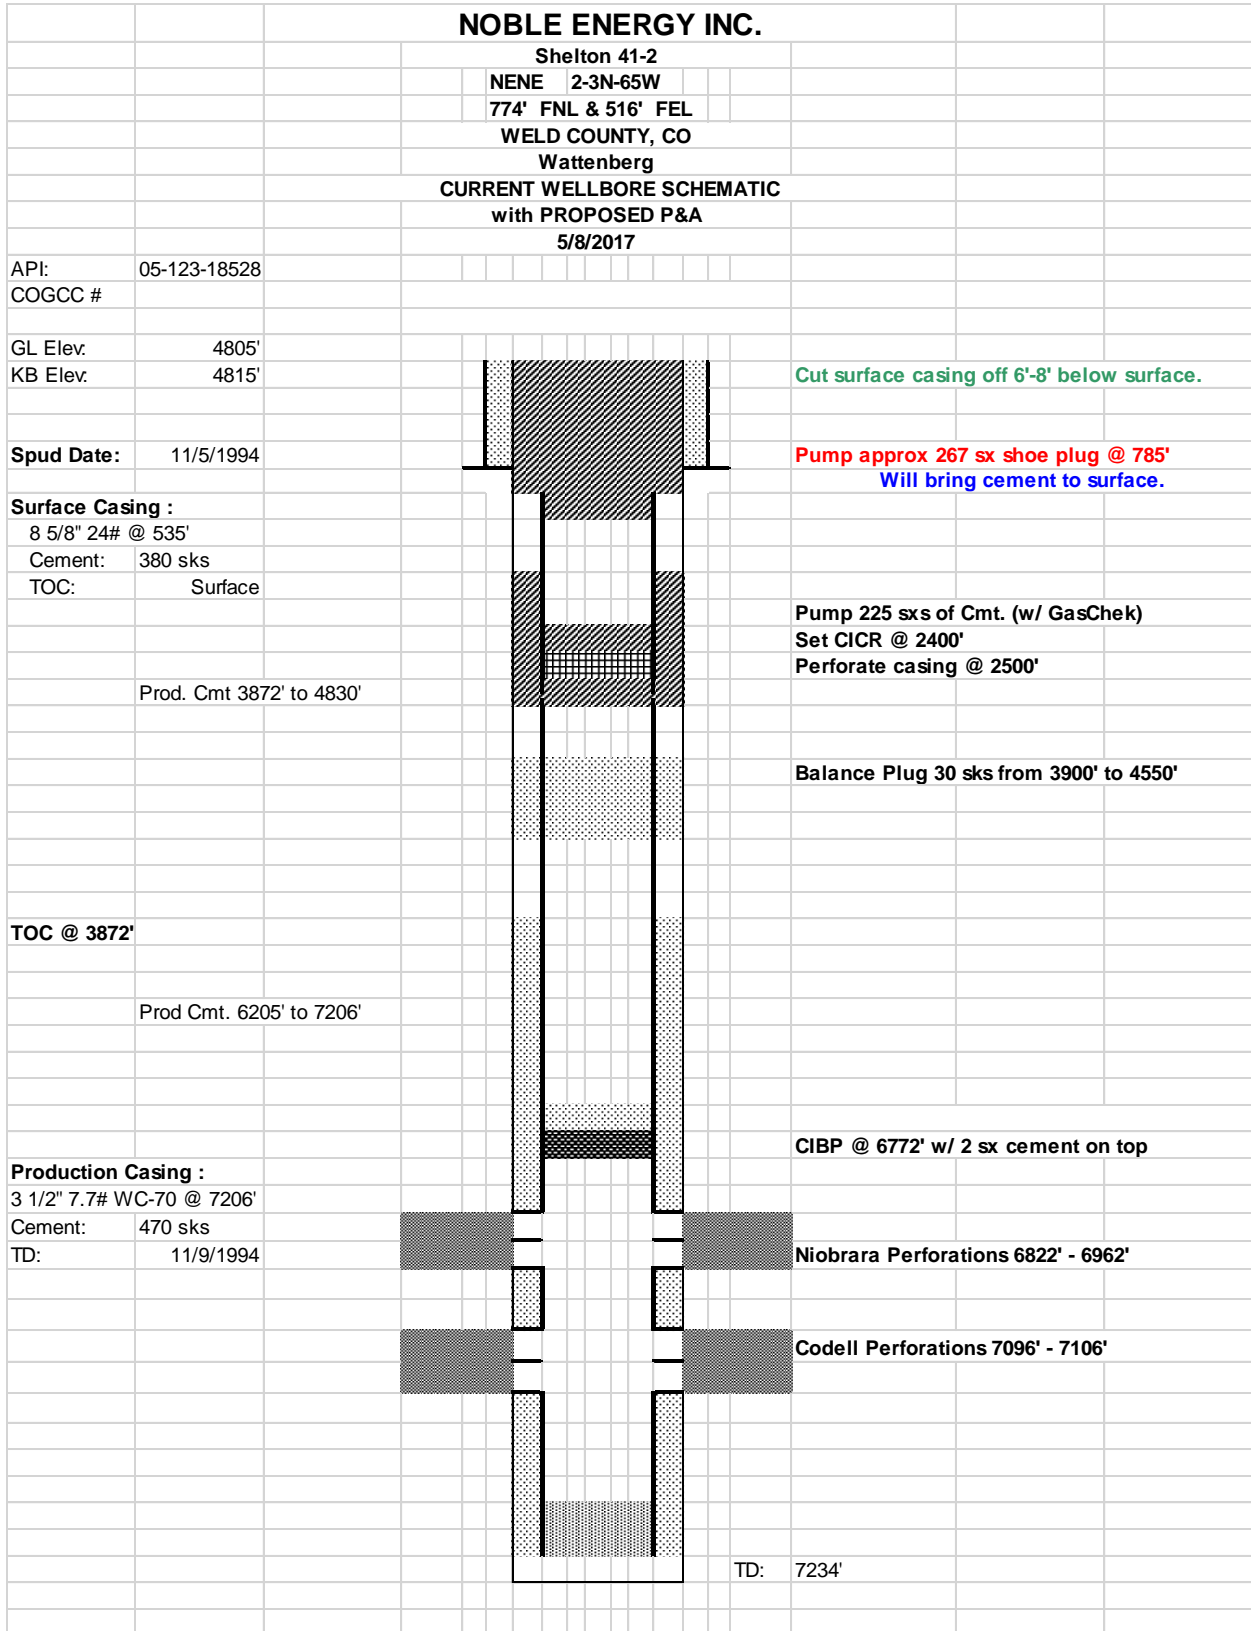 NOBLE ENERGY INC.
Shelton 41-2
NENE 2-3N-65W
774' FNL & 516' FEL
WELD COUNTY, CO
Wattenberg
CURRENT WELLBORE SCHEMATIC
with PROPOSED P&A
5/8/2017
API: 05-123-18528
COGCC #
GL Elev: 4805'
KB Elev: 4815'
Cut surface casing off 6'-8' below surface.
Spud Date: 11/5/1994
Pump approx 267 sx shoe plug @ 785'
Will bring cement to surface.
Surface Casing :
8 5/8" 24# @ 535'
Cement: 380 sks
TOC: Surface
Pump 225 sxs of Cmt. (w/ GasChek)
Set CICR @ 2400'
Perforate casing @ 2500'
Prod. Cmt 3872' to 4830'
Balance Plug 30 sks from 3900' to 4550'
TOC @ 3872'
Prod Cmt. 6205' to 7206'
CIBP @ 6772' w/ 2 sx cement on top
Production Casing :
3 1/2" 7.7# WC-70 @ 7206'
Cement: 470 sks
TD: 11/9/1994
Niobrara Perforations 6822' - 6962'
Codell Perforations 7096' - 7106'
TD: 7234'